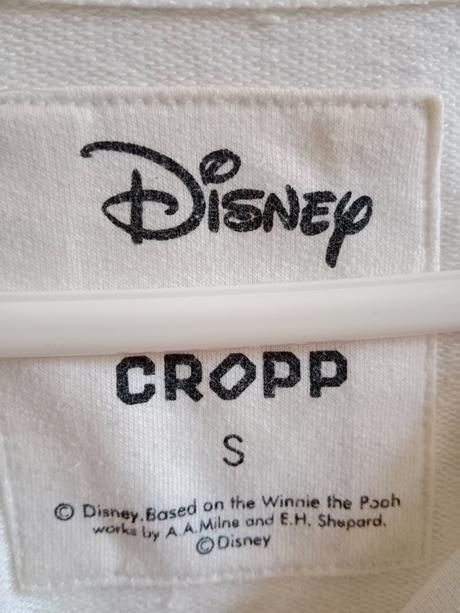 Disney
CROPP
S
© Disney.Based on the Winnie the Pooh
works by A.A.Milne and E.H. Shepard.
©Disney